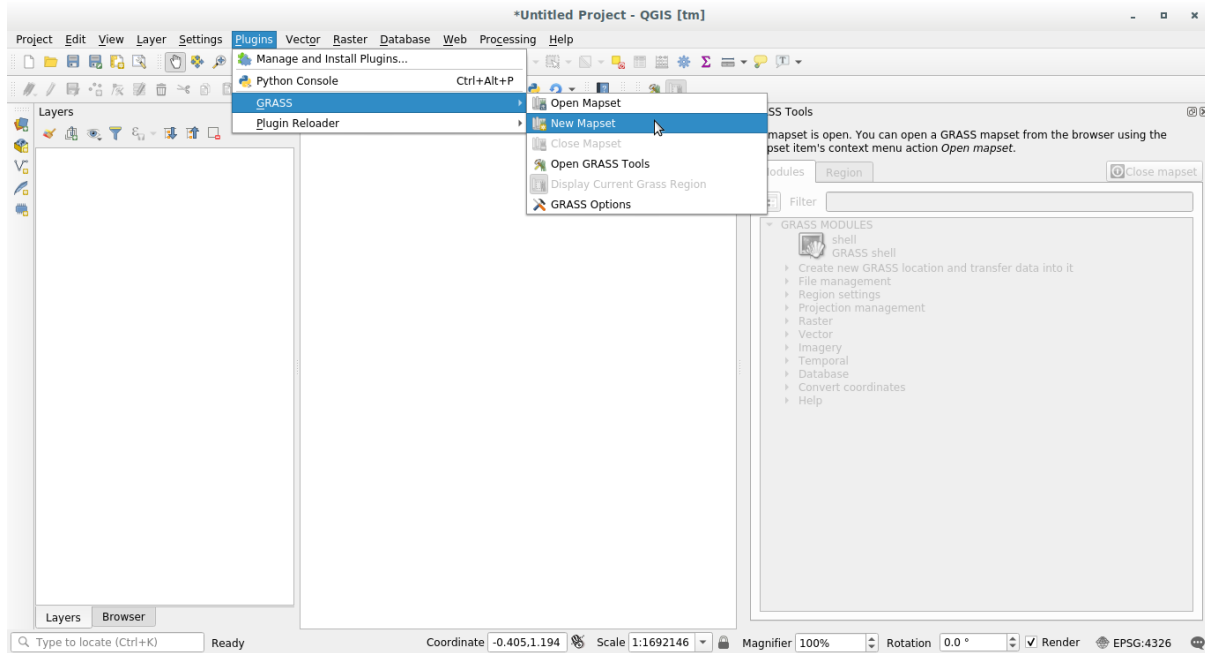 *Untitled Project - QGIS [tm]
Project Edit View Layer Settings Plugins Vector Raster Database Web Processing Help
Manage and Install Plugins...
Python Console Ctrl+Alt+P
GRASS
Plugin Reloader
Open Mapset
New Mapset
Close Mapset
Open GRASS Tools
Display Current Grass Region
GRASS Options
Layers
SS Tools
mapset is open. You can open a GRASS mapset from the browser using the
pset item's context menu action Open mapset.
odules Region Close mapset
Filter
GRASS MODULES
shell
GRASS shell
Create new GRASS location and transfer data into it
File management
Region settings
Projection management
Raster
Vector
Imagery
Temporal
Database
Convert coordinates
Help
Layers Browser
Type to locate (Ctrl+K) Ready Coordinate -0.405,1.194 Scale 1:1692146 Magnifier 100% Rotation 0.0 ° Render EPSG:4326